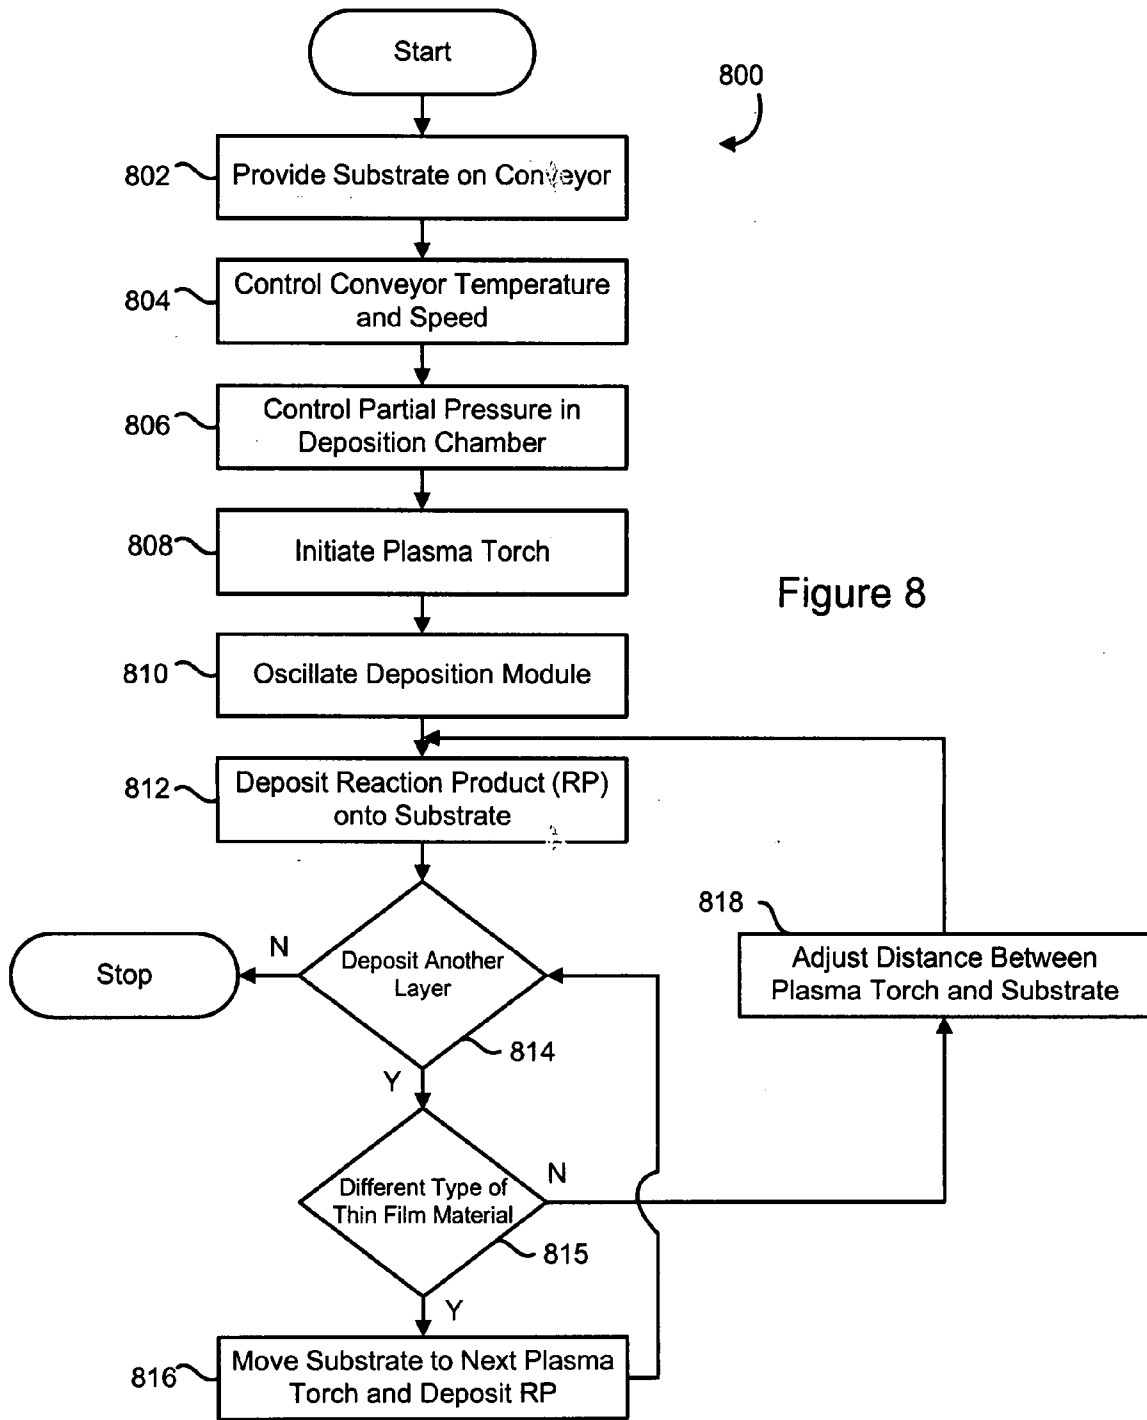 Start
800
802
Provide Substrate on Conveyor
804
Control Conveyor Temperature
and Speed
806
Control Partial Pressure in
Deposition Chamber
808
Initiate Plasma Torch
Figure 8
810
Oscillate Deposition Module
812
Deposit Reaction Product (RP)
onto Substrate
818
Adjust Distance Between
Plasma Torch and Substrate
Stop
N
Deposit Another
Layer
814
Y
Different Type of
Thin Film Material
N
815
Y
816
Move Substrate to Next Plasma
Torch and Deposit RP